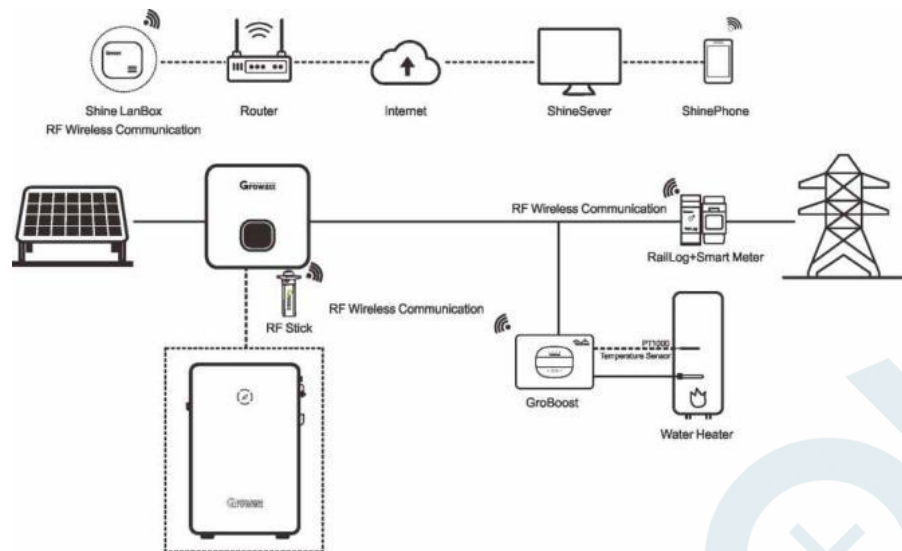 Shine LanBox
RF Wireless Communication
Router
Internet
ShineSever
ShinePhone
Growatt
RF Stick
RF Wireless Communication
RF Wireless Communication
RailLog+Smart Meter
PT1000
Temperature Sensor
GroBoost
Water Heater
Growatt